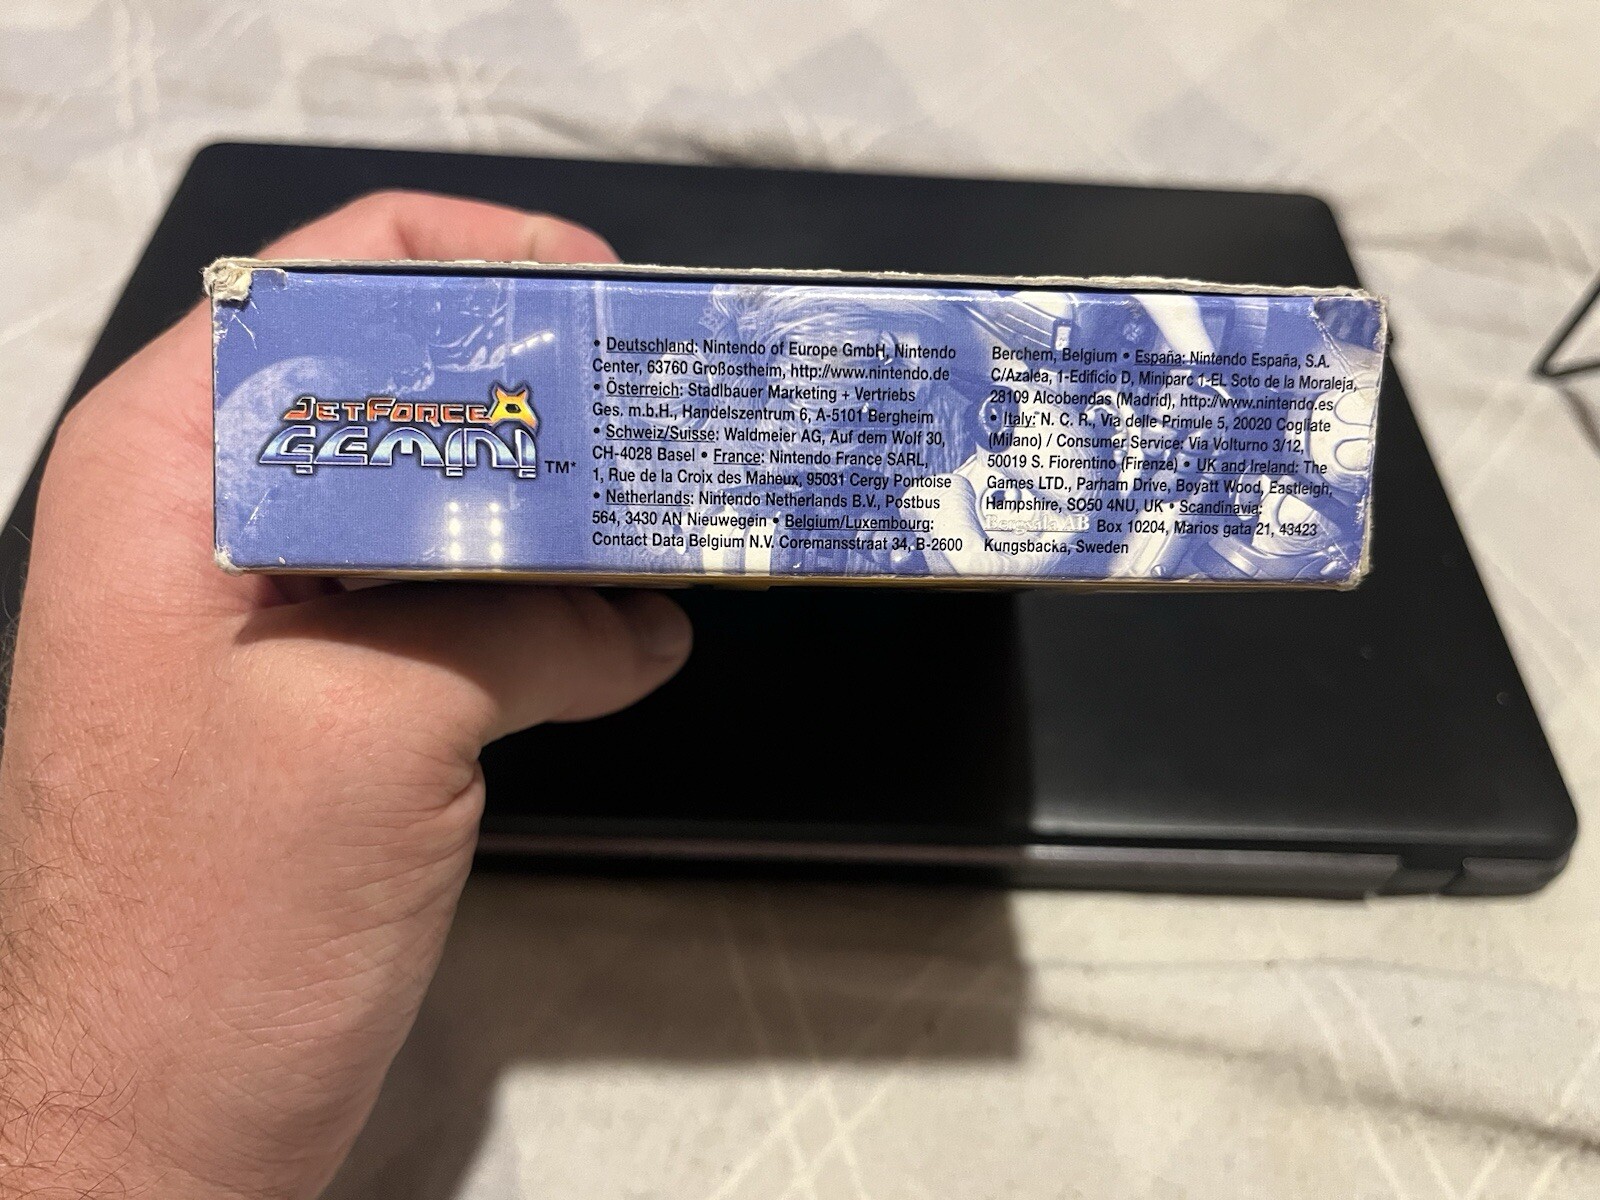 JET FORCE
GEMINI TM*
• Deutschland: Nintendo of Europe GmbH, Nintendo
Center, 63760 Großostheim, http://www.nintendo.de
• Österreich: Stadlbauer Marketing + Vertriebs
Ges. m.b.H., Handelszentrum 6, A-5101 Bergheim
• Schweiz/Suisse: Waldmeier AG, Auf dem Wolf 30,
CH-4028 Basel • France: Nintendo France SARL,
1, Rue de la Croix des Maheux, 95031 Cergy Pontoise
• Netherlands: Nintendo Netherlands B.V., Postbus
564, 3430 AN Nieuwegein • Belgium/Luxembourg:
Contact Data Belgium N.V. Coremansstraat 34, B-2600
Berchem, Belgium • España: Nintendo España, S.A.
C/Azalea, 1-Edificio D, Miniparc 1-EL Soto de la Moraleja,
28109 Alcobendas (Madrid), http://www.nintendo.es
• Italy: N. C. R., Via delle Primule 5, 20020 Cogliate
(Milano) / Consumer Service: Via Volturno 3/12,
50019 S. Fiorentino (Firenze) • UK and Ireland: The
Games LTD., Parham Drive, Boyatt Wood, Eastleigh,
Hampshire, SO50 4NU, UK • Scandinavia:
Bergsala AB Box 10204, Marios gata 21, 43423
Kungsbacka, Sweden